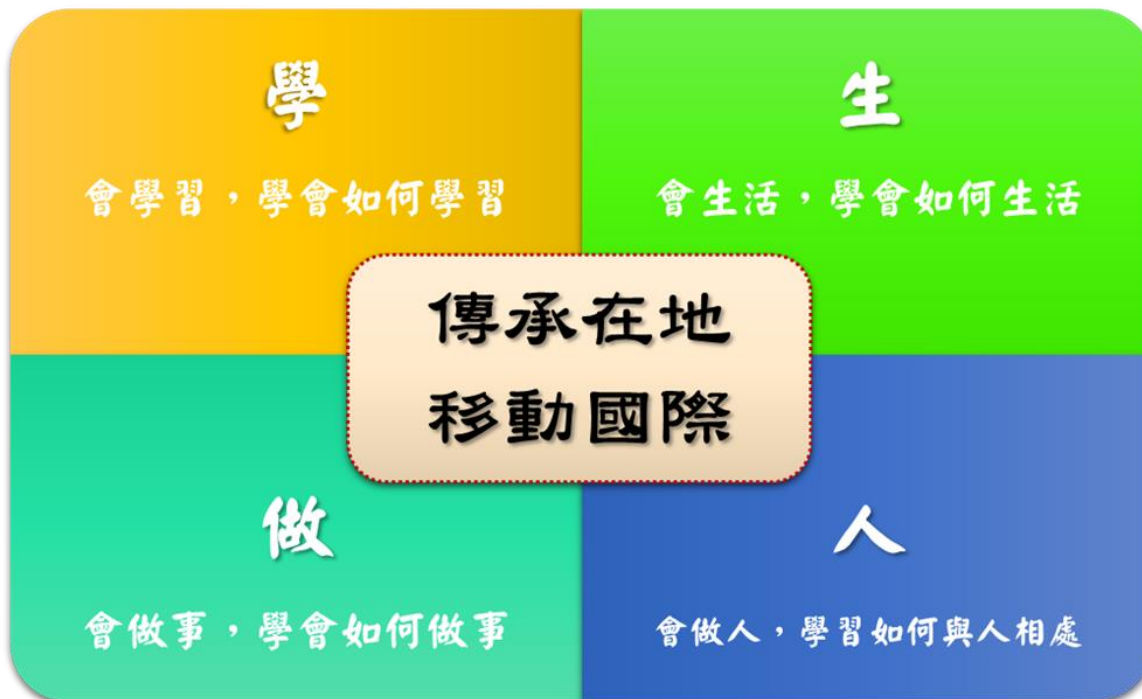 學
會學習，學會如何學習
生
會生活，學會如何生活
傳承在地
移動國際
做
會做事，學會如何做事
人
會做人，學習如何與人相處